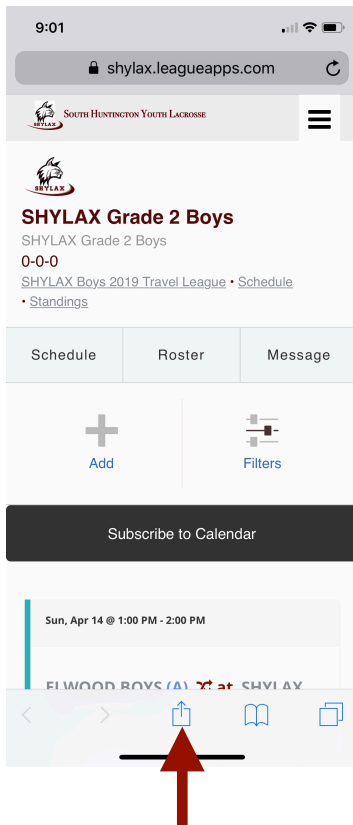 9:01
shylax.leagueapps.com
SHYLAX
South Huntington Youth Lacrosse
SHYLAX
SHYLAX Grade 2 Boys
SHYLAX Grade 2 Boys
0-0-0
SHYLAX Boys 2019 Travel League • Schedule
• Standings
Schedule Roster Message
Add Filters
Subscribe to Calendar
Sun, Apr 14 @ 1:00 PM - 2:00 PM
ELWOOD BOYS (A) at SHYLAX